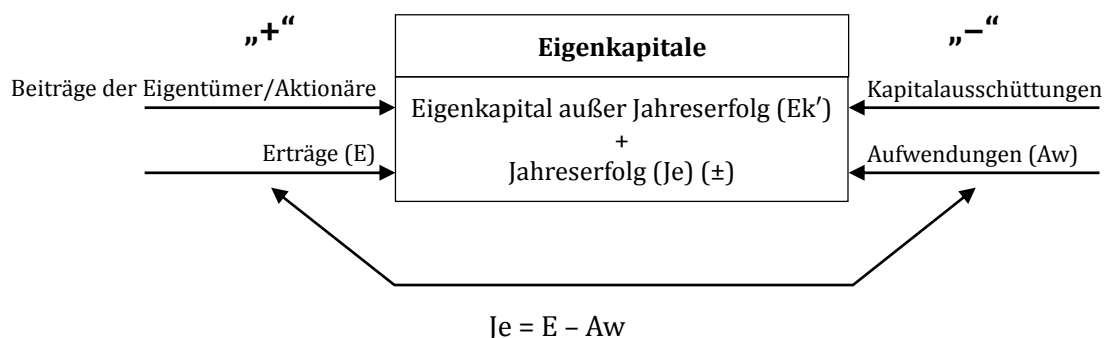 „+“
Eigenkapitale
„–“
Beiträge der Eigentümer/Aktionäre
Kapitalausschüttungen
Eigenkapital außer Jahreserfolg (Ek′)
+
Erträge (E)
Jahreserfolg (Je) (±)
Aufwendungen (Aw)
Je = E – Aw